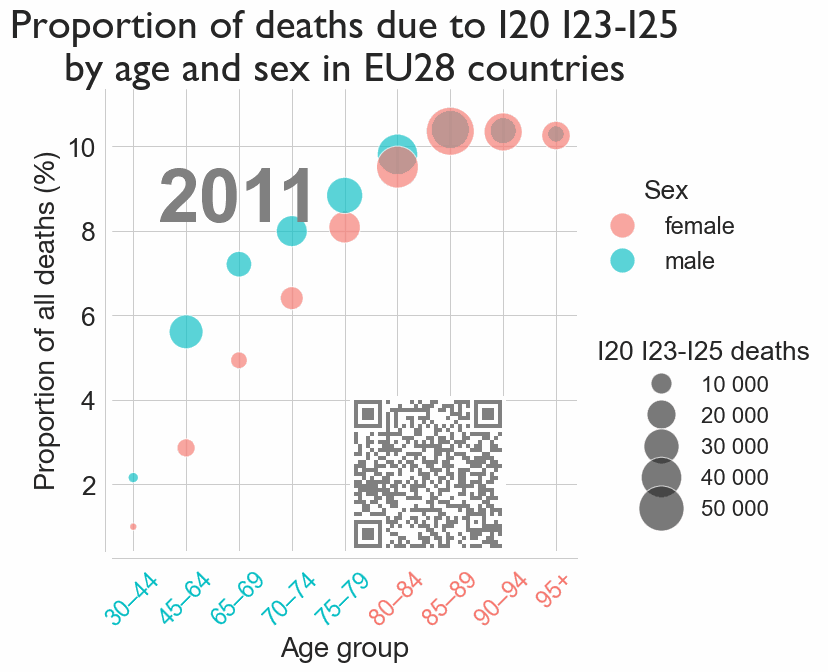 Proportion of deaths due to I20 I23-I25
by age and sex in EU28 countries
Proportion of all deaths (%)
10
8
6
4
2
2011
30–44
45–64
65–69
70–74
75–79
80–84
85–89
90–94
95+
Age group
Sex
female
male
I20 I23-I25 deaths
10 000
20 000
30 000
40 000
50 000